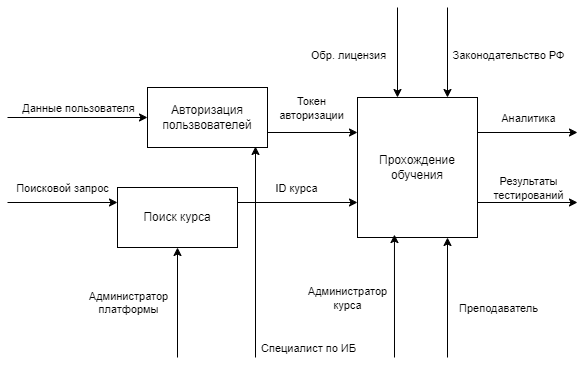 Обр. лицензия
Законодательство РФ
Данные пользователя
Авторизация
пользвователей
Токен
авторизации
Аналитика
Прохождение
обучения
Поисковой запрос
ID курса
Результаты
тестирований
Поиск курса
Администратор
платформы
Администратор
курса
Преподаватель
Специалист по ИБ